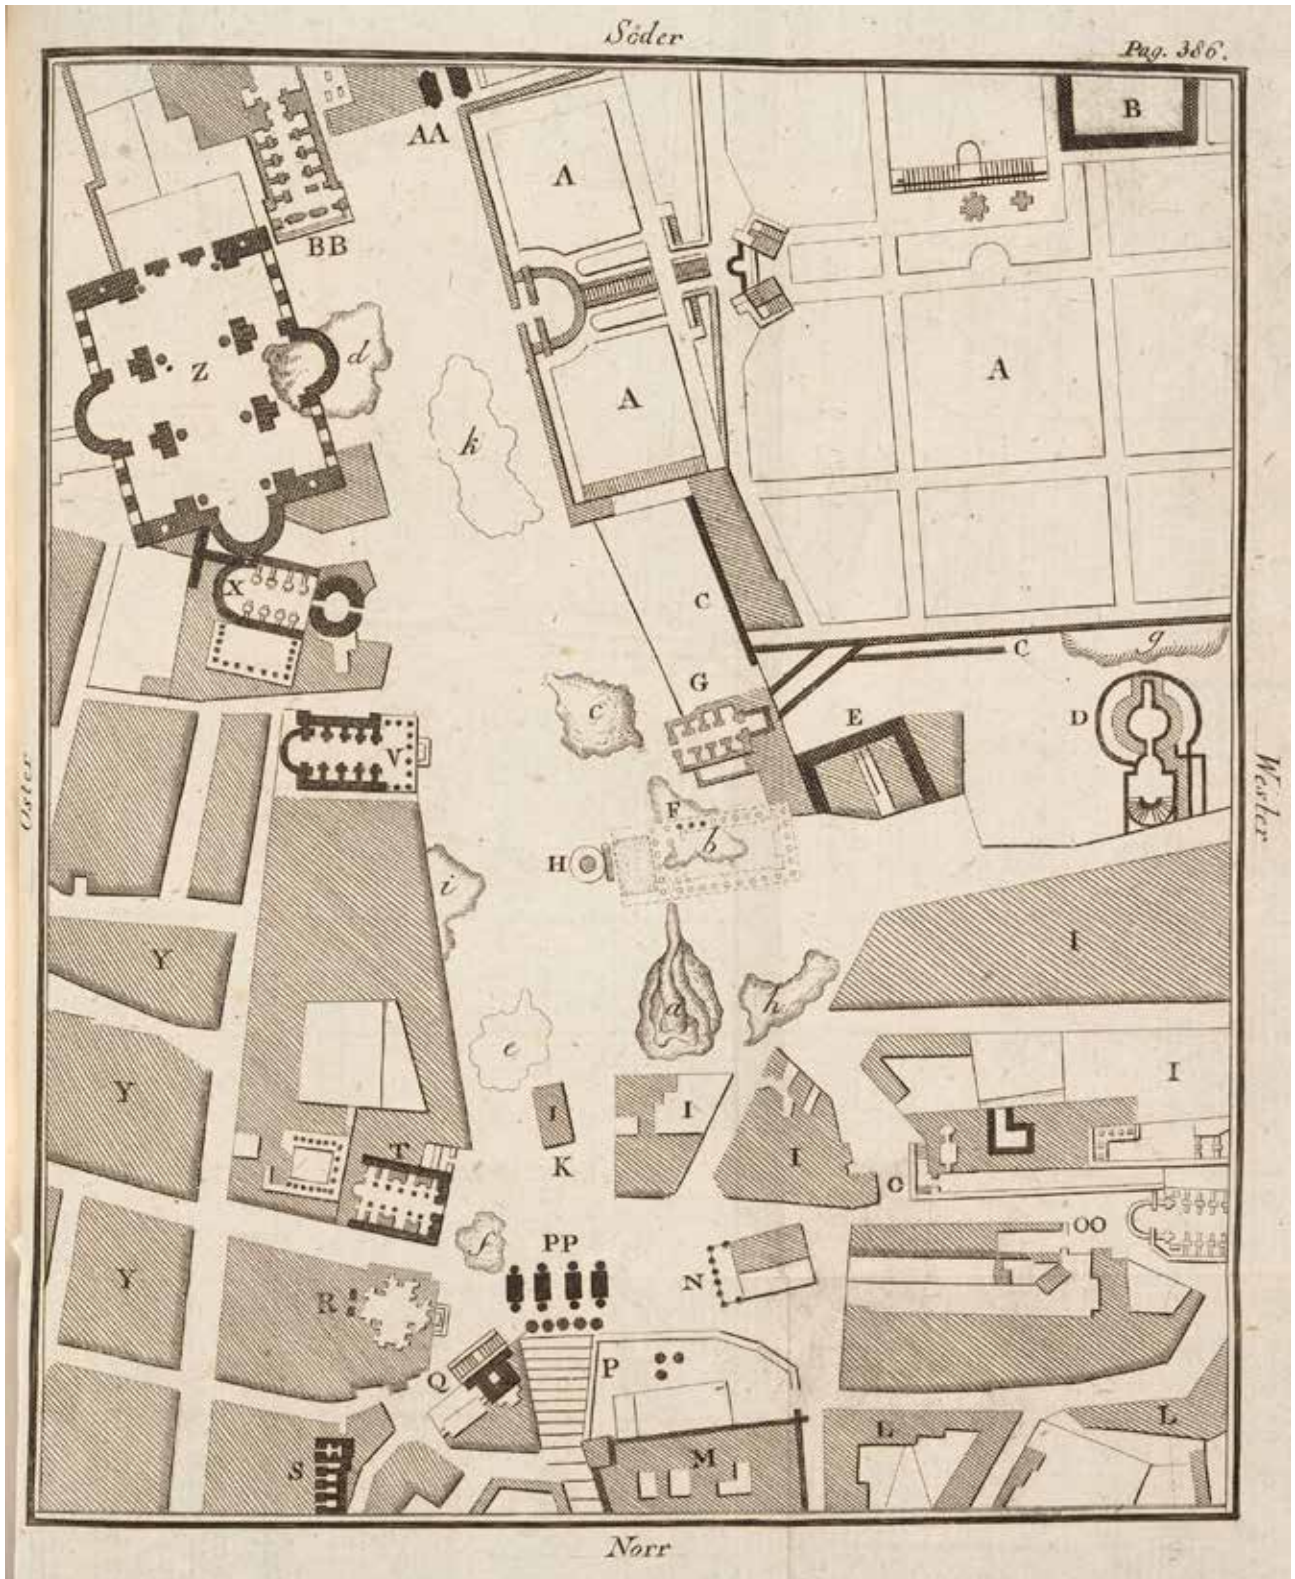 Söder
Pag. 386.
B
AA
A
BB
d
Z
A
A
k
X
C
C
g
G
c
D
E
V
F
b
H
i
I
Y
a
h
e
I
I
Y
I
I
T
K
O
OO
PP
f
Y
N
R
P
Q
L
L
M
S
Öster
Wester
Norr